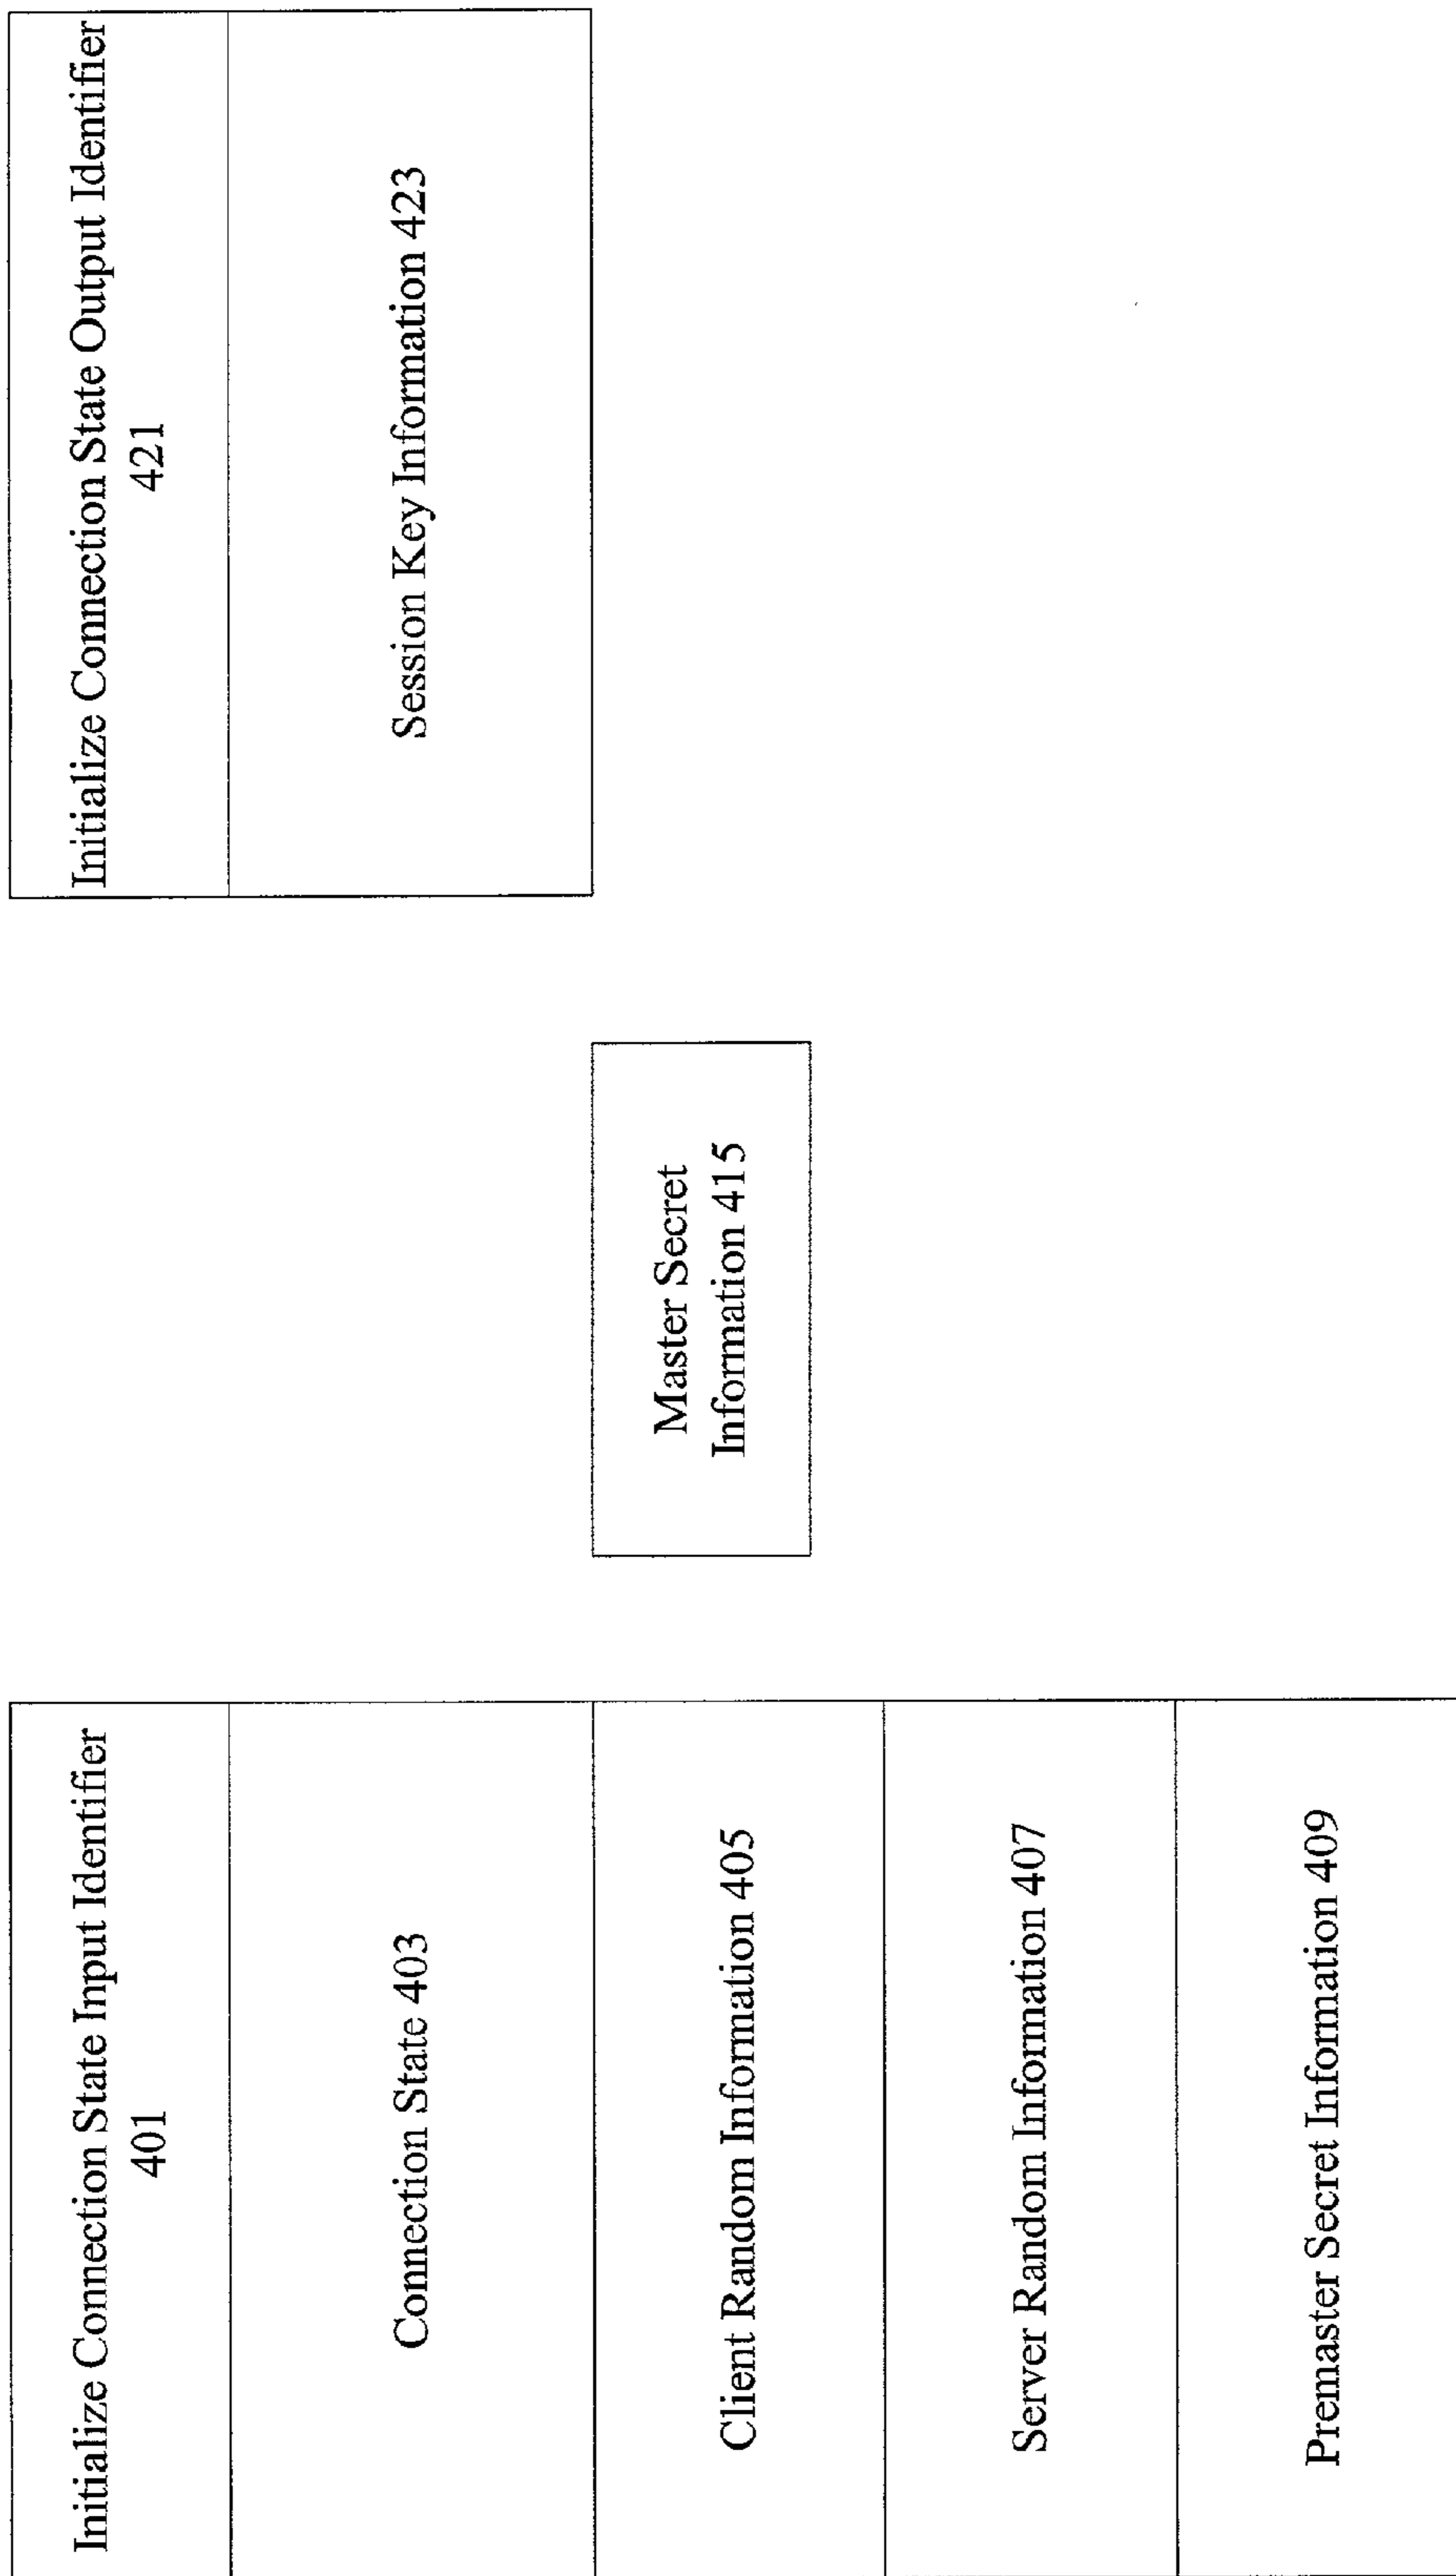 Initialize Connection State Input Identifier
401
Connection State 403
Client Random Information 405
Server Random Information 407
Premaster Secret Information 409
Master Secret
Information 415
Initialize Connection State Output Identifier
421
Session Key Information 423